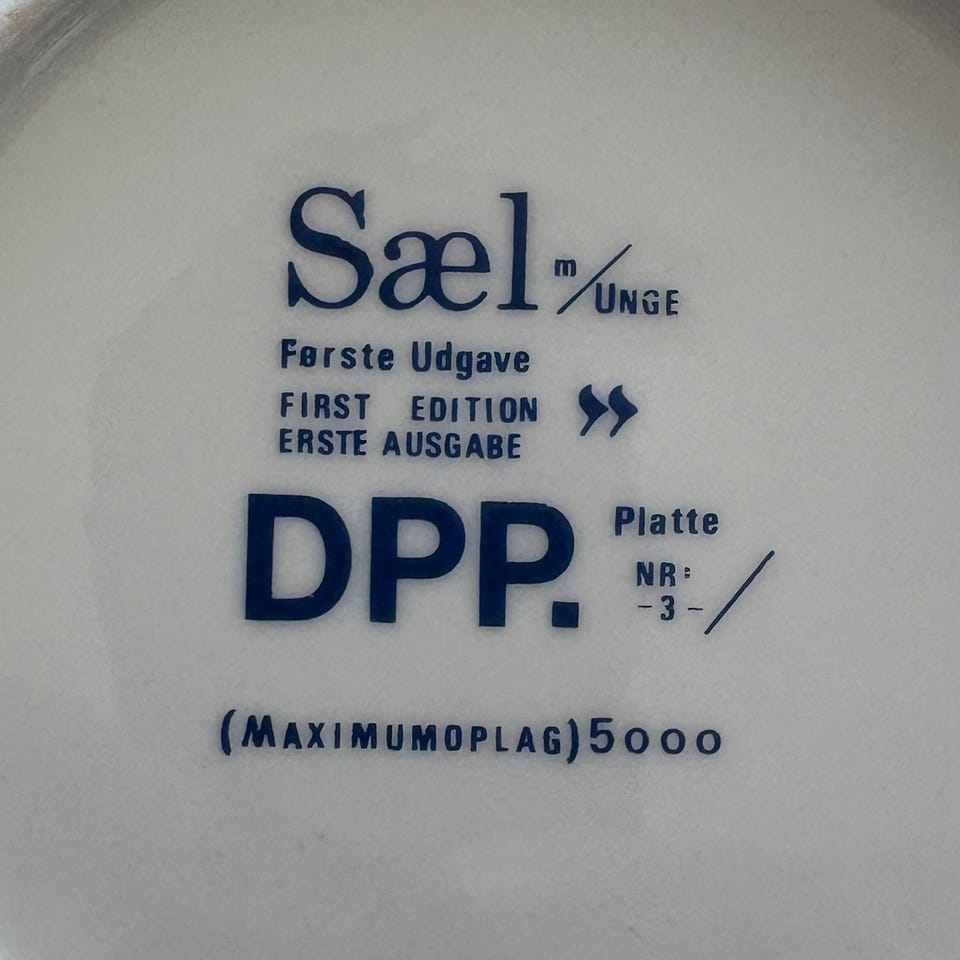 Sæl m/UNGE
Første Udgave
FIRST EDITION ”
ERSTE AUSGABE
DPP. Platte
NR:
-3-/
(MAXIMUMOPLAG)5000